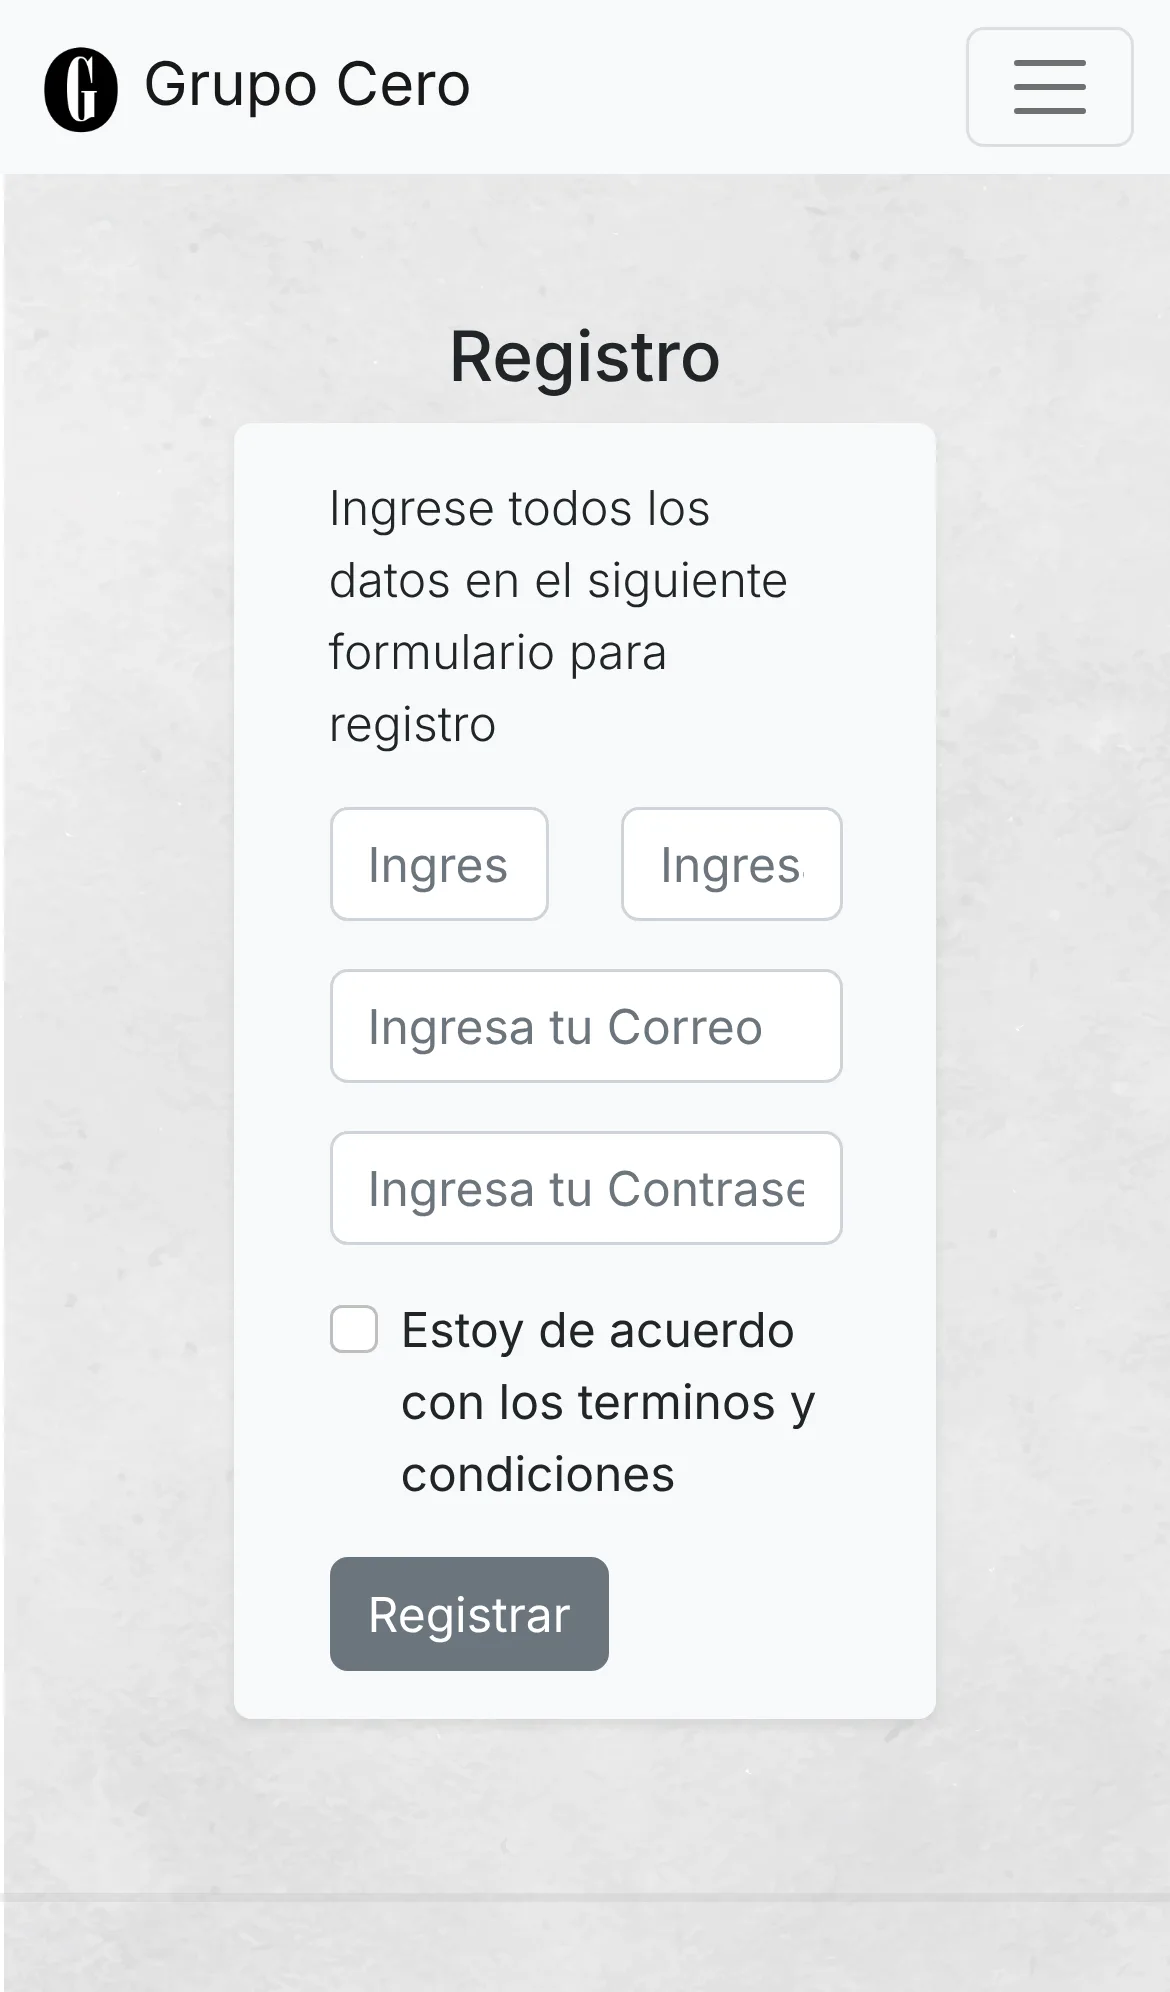 G Grupo Cero
Registro
Ingrese todos los
datos en el siguiente
formulario para
registro
Ingres Ingresa
Ingresa tu Correo
Ingresa tu Contrase
Estoy de acuerdo
con los terminos y
condiciones
Registrar